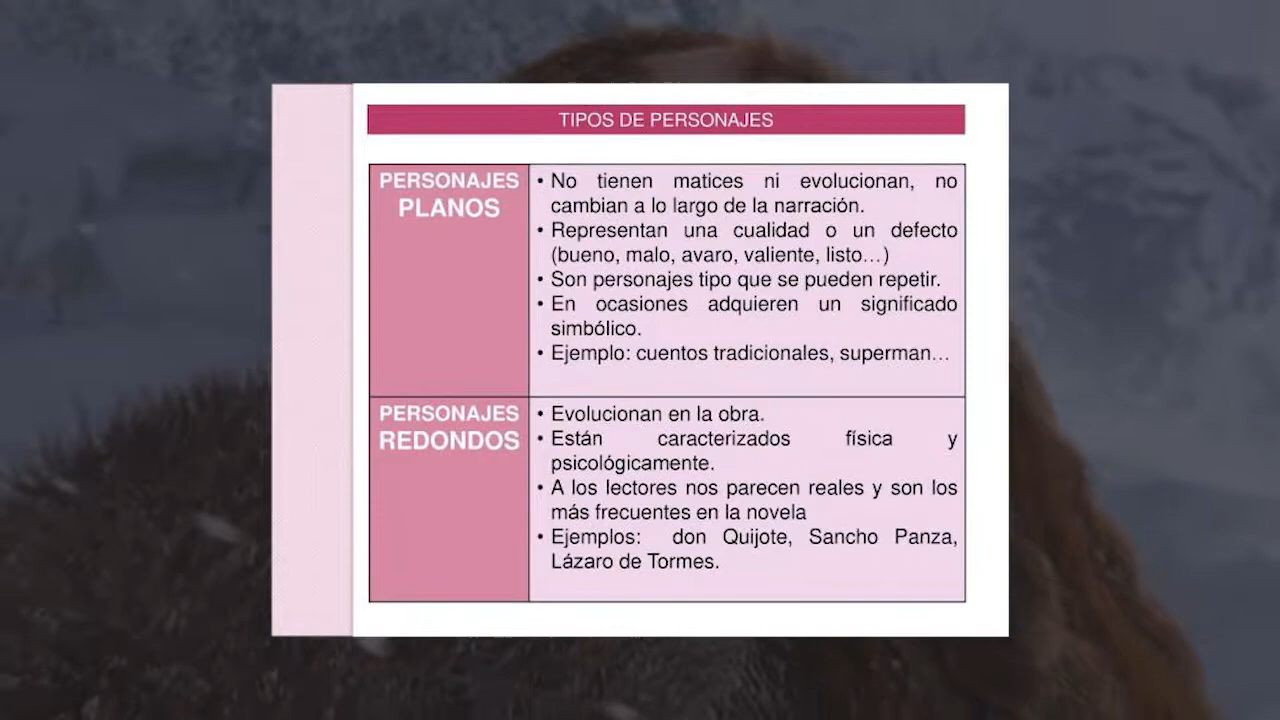 TIPOS DE PERSONAJES
PERSONAJES
PLANOS
• No tienen matices ni evolucionan, no
cambian a lo largo de la narración.
• Representan una cualidad o un defecto
(bueno, malo, avaro, valiente, listo…)
• Son personajes tipo que se pueden repetir.
• En ocasiones adquieren un significado
simbólico.
• Ejemplo: cuentos tradicionales, superman…
PERSONAJES
REDONDOS
• Evolucionan en la obra.
• Están caracterizados física y
psicológicamente.
• A los lectores nos parecen reales y son los
más frecuentes en la novela
• Ejemplos: don Quijote, Sancho Panza,
Lázaro de Tormes.